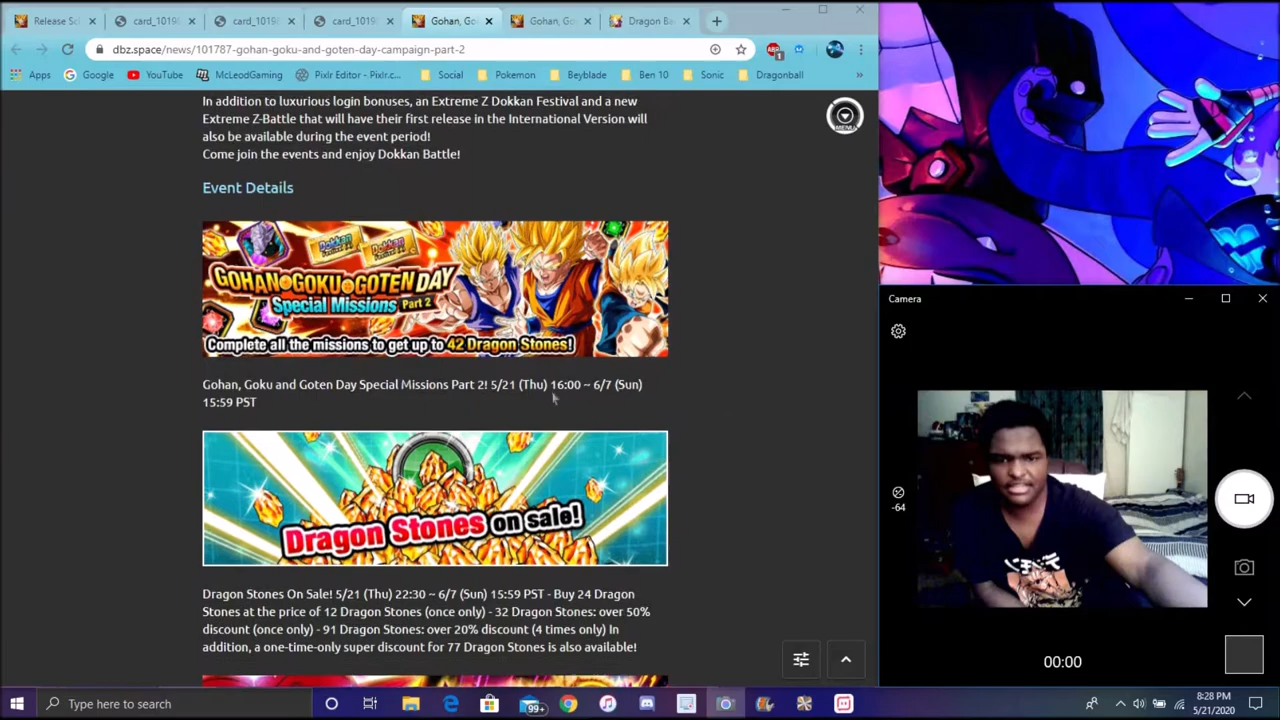 Release Sc
card_1019
card_1019
card_1019
Gohan, Go
Gohan, Go
Dragon Ba
dbz.space/news/101787-gohan-goku-and-goten-day-campaign-part-2
1
Apps
Google
YouTube
McLeodGaming
Pixlr Editor - Pixlr.c...
Social
Pokemon
Beyblade
Ben 10
Sonic
Dragonball
»
In addition to luxurious login bonuses, an Extreme Z Dokkan Festival and a new
Extreme Z-Battle that will have their first release in the International Version will
also be available during the event period!
Come join the events and enjoy Dokkan Battle!
MENU
Event Details
Dokkan
Dokkan
GOHAN GOKU GOTEN DAY
Special Missions Part 2
Complete all the missions to get up to 42 Dragon Stones!
Gohan, Goku and Goten Day Special Missions Part 2! 5/21 (Thu) 16:00 ~ 6/7 (Sun)
15:59 PST
Dragon Stones on sale!
Dragon Stones On Sale! 5/21 (Thu) 22:30 ~ 6/7 (Sun) 15:59 PST - Buy 24 Dragon
Stones at the price of 12 Dragon Stones (once only) - 32 Dragon Stones: over 50%
discount (once only) - 91 Dragon Stones: over 20% discount (4 times only) In
addition, a one-time-only super discount for 77 Dragon Stones is also available!
Camera
-64
00:00
Type here to search
99+
8:28 PM
5/21/2020